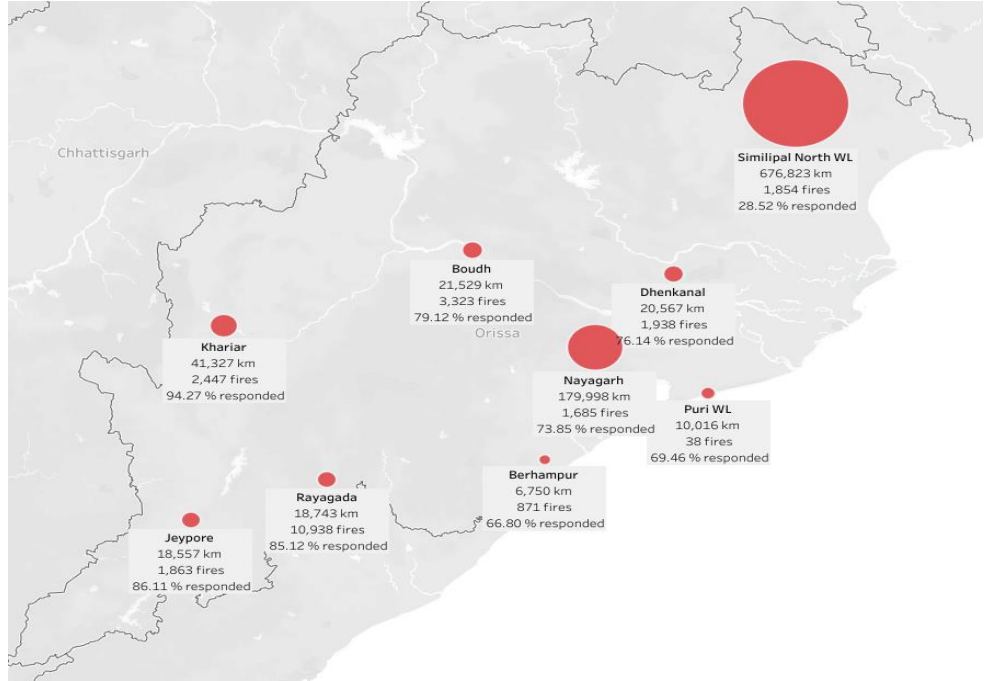 Chhattisgarh
Similipal North WL
676,823 km
1,854 fires
28.52 % responded
Boudh
21,529 km
3,323 fires
79.12 % responded
Orissa
Dhenkanal
20,567 km
1,938 fires
76.14 % responded
Khariar
41,327 km
2,447 fires
94.27 % responded
Nayagarh
179,998 km
1,685 fires
73.85 % responded
Puri WL
10,016 km
38 fires
69.46 % responded
Berhampur
6,750 km
871 fires
66.80 % responded
Rayagada
18,743 km
10,938 fires
85.12 % responded
Jeypore
18,557 km
1,863 fires
86.11 % responded